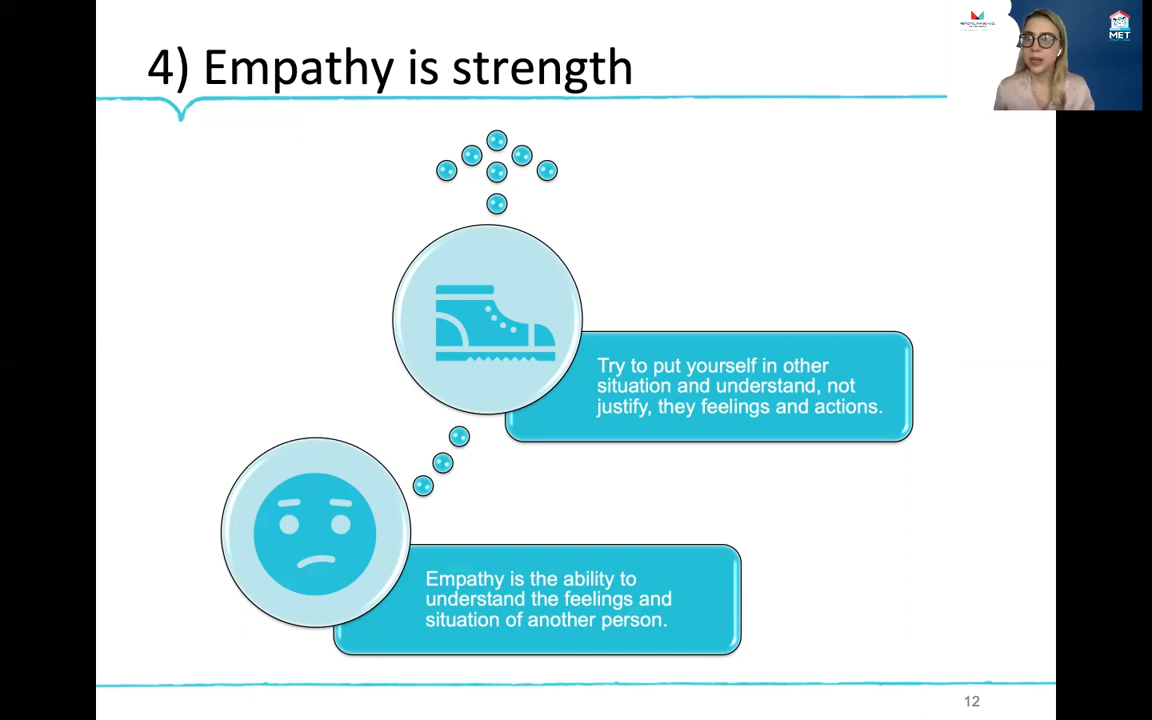 4) Empathy is strength
MET
Try to put yourself in other
situation and understand, not
justify, they feelings and actions.
Empathy is the ability to
understand the feelings and
situation of another person.
12